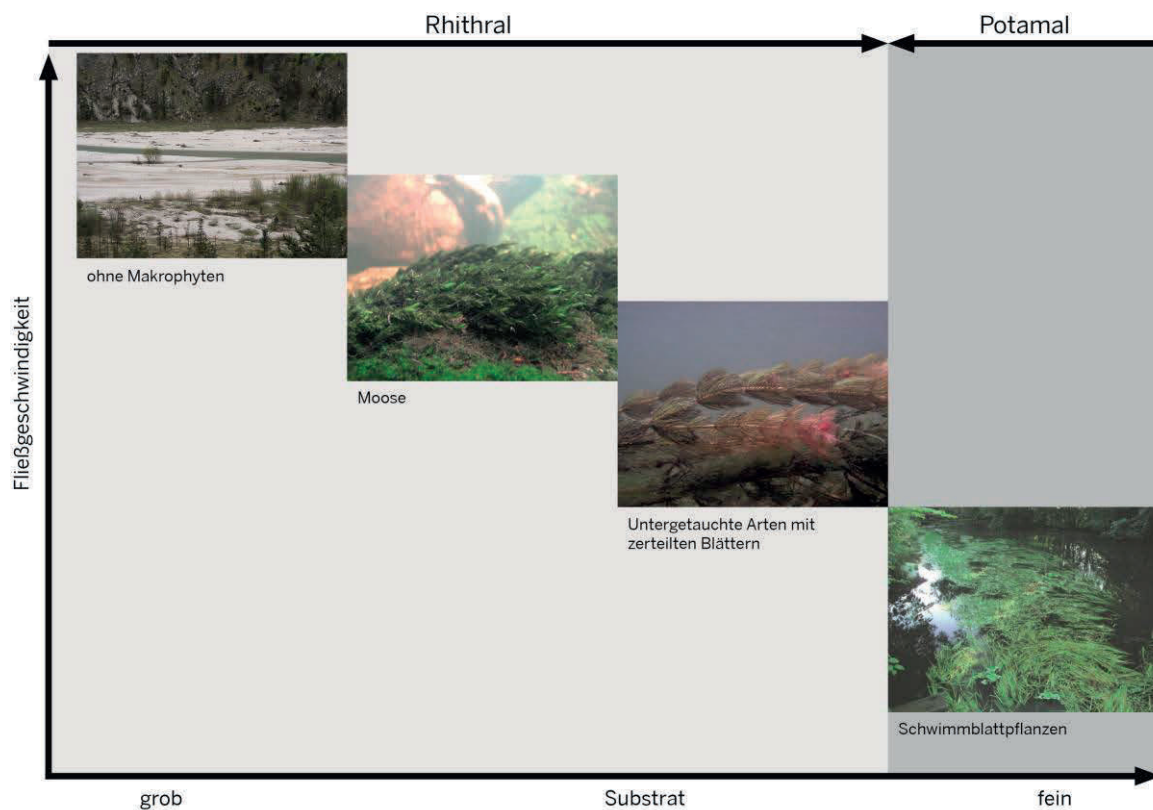 Rhithral
Potamal
ohne Makrophyten
Moose
Untergetauchte Arten mit
zerteilten Blättern
Schwimmblattpflanzen
Fließgeschwindigkeit
grob
Substrat
fein